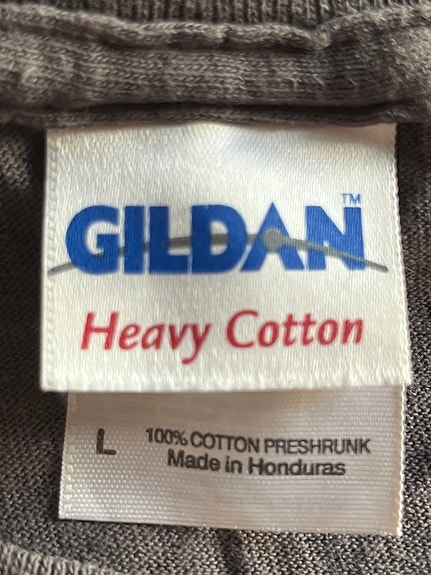 GILDAN™
Heavy Cotton
L 100% COTTON PRESHRUNK
Made in Honduras